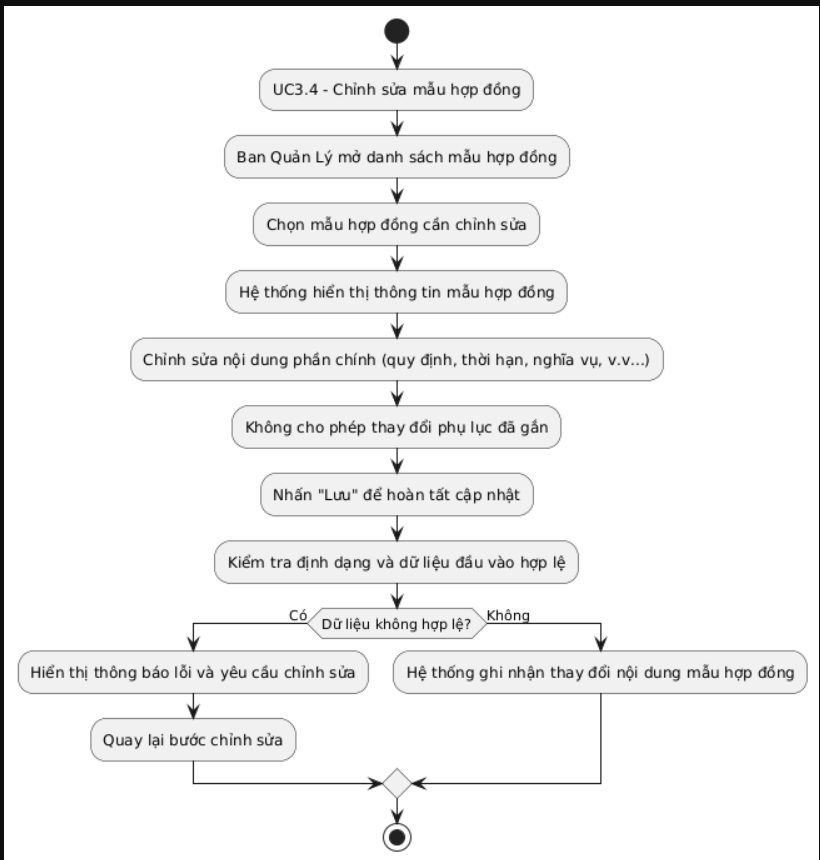 UC3.4 - Chỉnh sửa mẫu hợp đồng
Ban Quản Lý mở danh sách mẫu hợp đồng
Chọn mẫu hợp đồng cần chỉnh sửa
Hệ thống hiển thị thông tin mẫu hợp đồng
Chỉnh sửa nội dung phần chính (quy định, thời hạn, nghĩa vụ, v.v...)
Không cho phép thay đổi phụ lục đã gắn
Nhấn "Lưu" để hoàn tất cập nhật
Kiểm tra định dạng và dữ liệu đầu vào hợp lệ
Có
Dữ liệu không hợp lệ?
Không
Hiển thị thông báo lỗi và yêu cầu chỉnh sửa
Hệ thống ghi nhận thay đổi nội dung mẫu hợp đồng
Quay lại bước chỉnh sửa